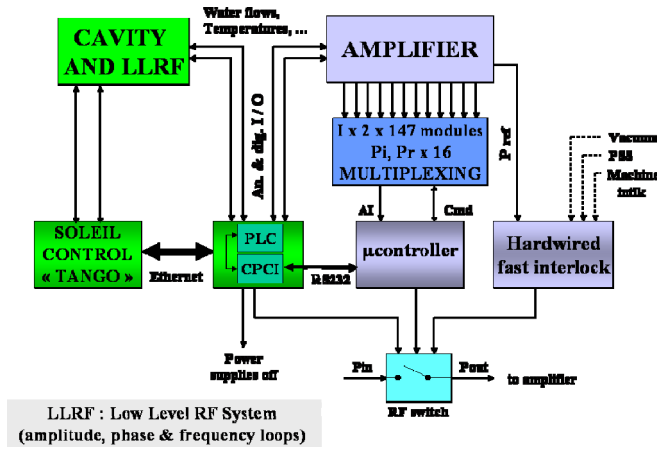 Water flows,
Temperatures, ...
CAVITY
AND LLRF
AMPLIFIER
An. & dig. I / O
P ref
I x 2 x 147 modules
Pi, Pr x 16
MULTIPLEXING
Vacuum
PSS
Machine
intlk
AI
Cmd
SOLEIL
CONTROL
« TANGO »
Ethernet
PLC
CPCI
RS232
µcontroller
Hardwired
fast interlock
Power
supplies off
Pin
Pout
to amplifier
RF switch
LLRF : Low Level RF System
(amplitude, phase & frequency loops)